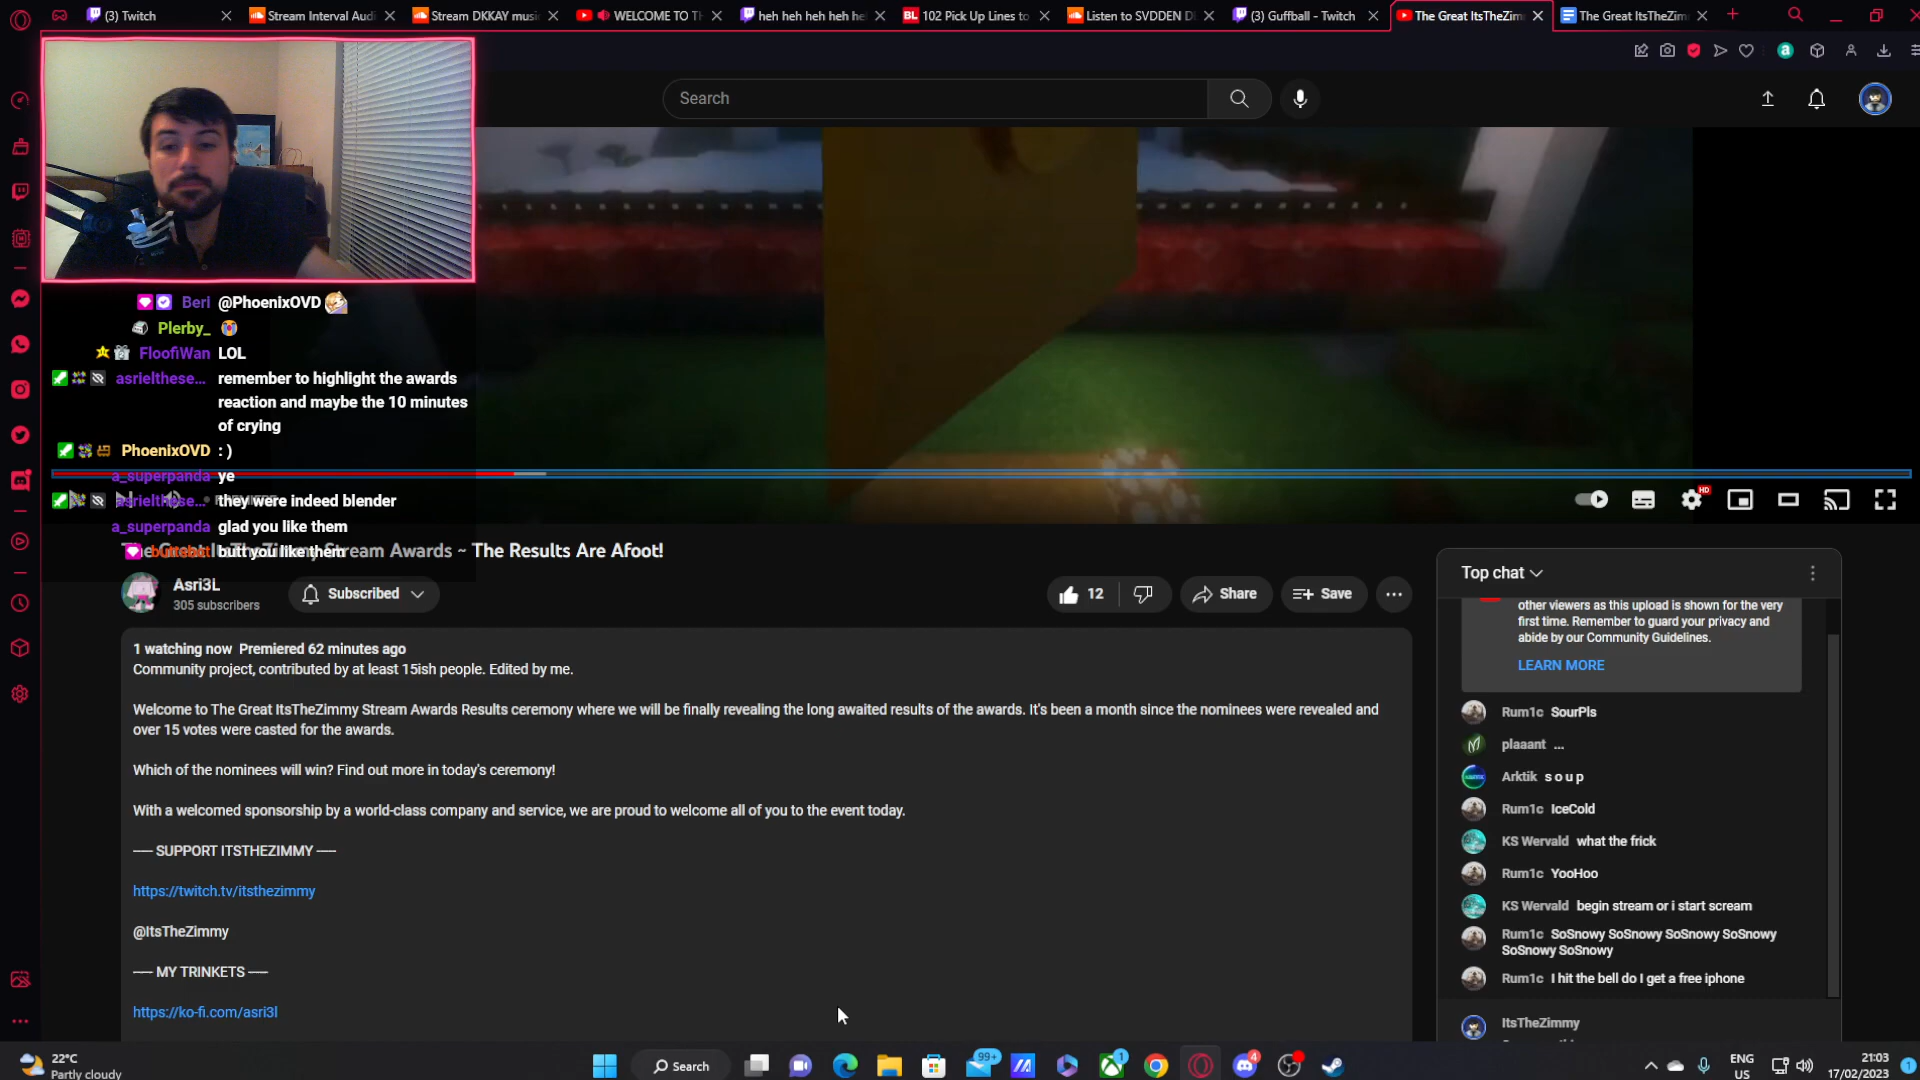 (3) Twitch
Stream Interval Audi
Stream DKKAY musi
WELCOME TO T
heh heh heh heh he
102 Pick Up Lines to
Listen to SVDDEN D
(3) Guffball - Twitch
The Great ItsTheZim
The Great ItsTheZim
Search
Beri @PhoenixOVD
Plerby_
FloofiWan LOL
asrielthese... remember to highlight the awards
reaction and maybe the 10 minutes
of crying
PhoenixOVD : )
a_superpanda ye
asrielthese... they were indeed blender
a_superpanda glad you like them
buttsbot butt you like them
HD
The Great ItsTheZimmy Stream Awards ~ The Results Are Afoot!
Asri3L
305 subscribers
Subscribed
12
Share
Save
1 watching now Premiered 62 minutes ago
Community project, contributed by at least 15ish people. Edited by me.
Welcome to The Great ItsTheZimmy Stream Awards Results ceremony where we will be finally revealing the long awaited results of the awards. It's been a month since the nominees were revealed and
over 15 votes were casted for the awards.
Which of the nominees will win? Find out more in today's ceremony!
With a welcomed sponsorship by a world-class company and service, we are proud to welcome all of you to the event today.
── SUPPORT ITSTHEZIMMY ──
https://twitch.tv/itsthezimmy
@ItsTheZimmy
── MY TRINKETS ──
https://ko-fi.com/asri3l
Top chat
other viewers as this upload is shown for the very
first time. Remember to guard your privacy and
abide by our Community Guidelines.
LEARN MORE
Rum1c SourPls
plaaant ...
Arktik s o u p
Rum1c IceCold
KS Wervald what the frick
Rum1c YooHoo
KS Wervald begin stream or i start scream
Rum1c SoSnowy SoSnowy SoSnowy SoSnowy
SoSnowy SoSnowy
Rum1c I hit the bell do I get a free iphone
ItsTheZimmy
22°C
Partly cloudy
Search
99+
1
4
ENG
US
21:03
17/02/2023
1